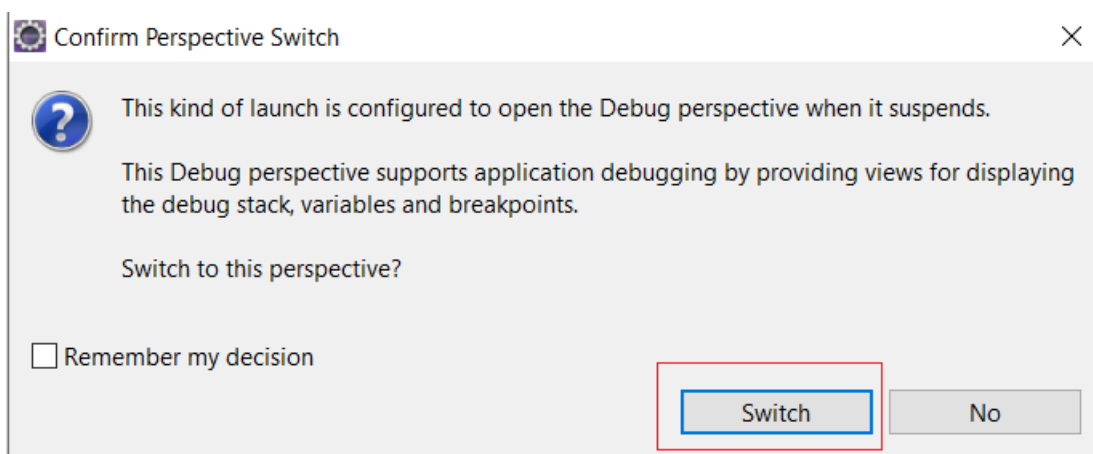 Confirm Perspective Switch
This kind of launch is configured to open the Debug perspective when it suspends.
This Debug perspective supports application debugging by providing views for displaying
the debug stack, variables and breakpoints.
Switch to this perspective?
Remember my decision
Switch
No